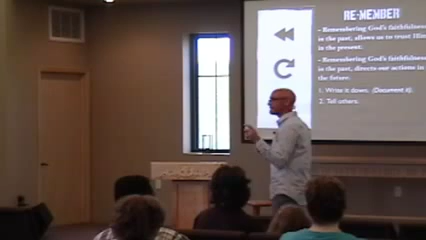 RE-MEMBER
- Remembering God's faithfulness
in the past, allows us to trust Him
in the present.
- Remembering God's faithfulness
in the past, directs our actions in
the future.
1. Write it down. (Document it).
2. Tell others.